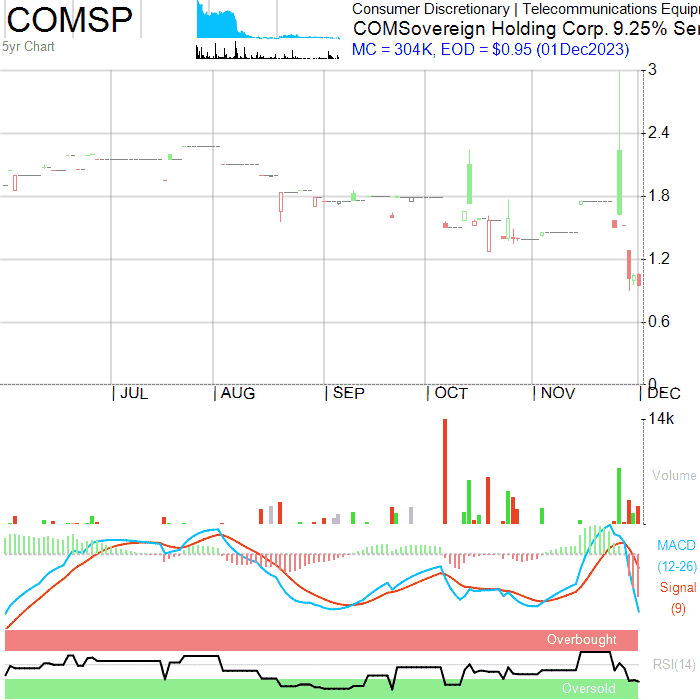 COMSP
5yr Chart
Consumer Discretionary | Telecommunications Equip
COMSovereign Holding Corp. 9.25% Ser
MC = 304K, EOD = $0.95 (01Dec2023)
3
2.4
1.8
1.2
0.6
0
JUL AUG SEP OCT NOV DEC
14k
Volume
MACD
(12-26)
Signal
(9)
Overbought
RSI(14)
Oversold